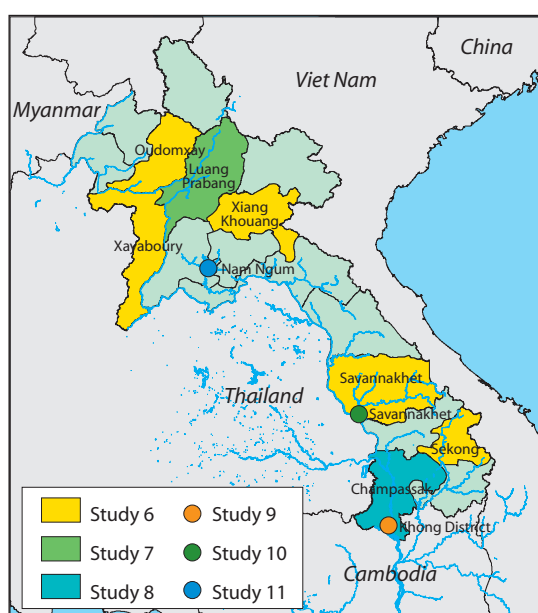 China
Viet Nam
Myanmar
Oudomxay
Luang
Prabang
Xiang
Khouang
Xayaboury
Nam Ngum
Savannakhet
Thailand
Savannakhet
Sekong
Champassak
Khong District
Cambodia
Study 6
Study 9
Study 7
Study 10
Study 8
Study 11